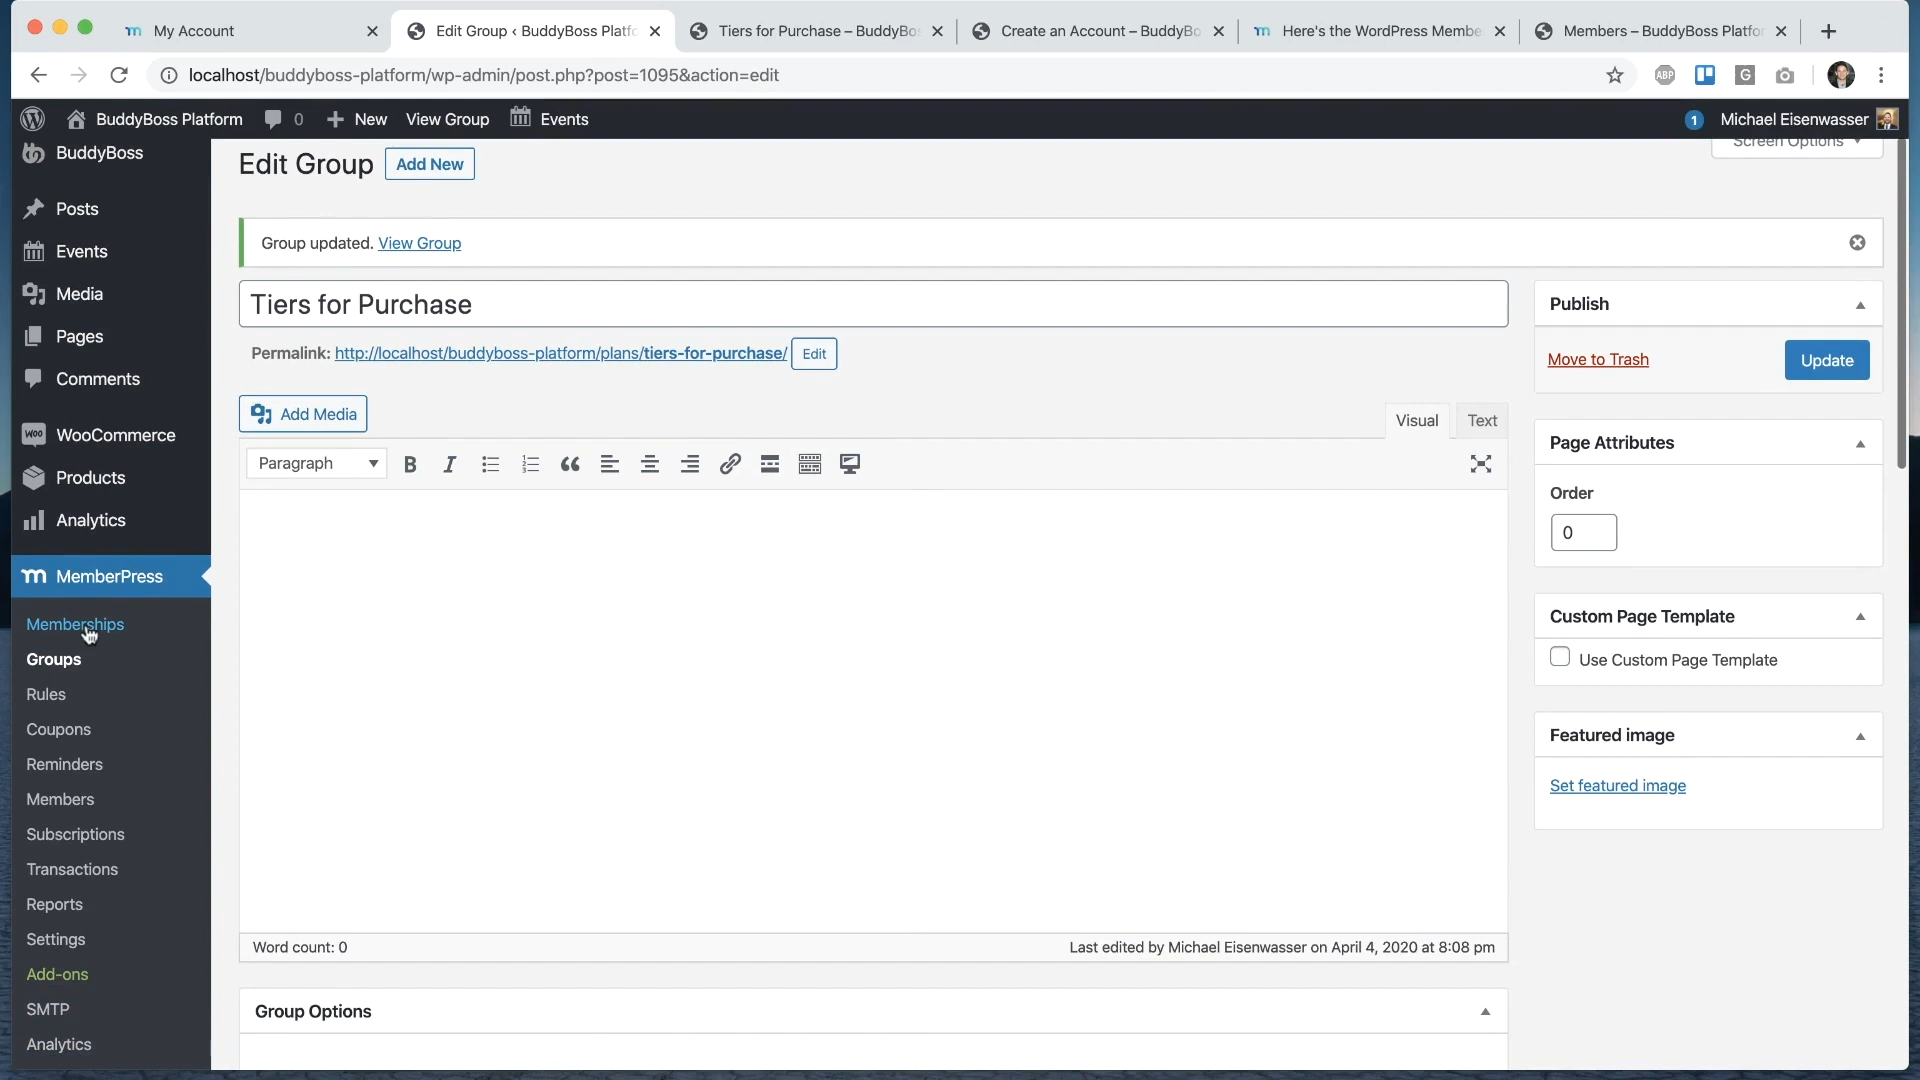 My Account
Edit Group ‹ BuddyBoss Platfo
Tiers for Purchase – BuddyBos
Create an Account – BuddyBo
Here's the WordPress Membe
Members – BuddyBoss Platfor
localhost/buddyboss-platform/wp-admin/post.php?post=1095&action=edit
ABP
G
BuddyBoss Platform
0
New
View Group
Events
1
Michael Eisenwasser
BuddyBoss
Posts
Events
Media
Pages
Comments
WOO
WooCommerce
Products
Analytics
MemberPress
Memberships
Groups
Rules
Coupons
Reminders
Members
Subscriptions
Transactions
Reports
Settings
Add-ons
SMTP
Analytics
Edit Group
Add New
Screen Options
Group updated. View Group
Tiers for Purchase
Permalink: http://localhost/buddyboss-platform/plans/tiers-for-purchase/
Edit
Add Media
Visual
Text
Paragraph
Word count: 0
Last edited by Michael Eisenwasser on April 4, 2020 at 8:08 pm
Group Options
Publish
Move to Trash
Update
Page Attributes
Order
0
Custom Page Template
Use Custom Page Template
Featured image
Set featured image